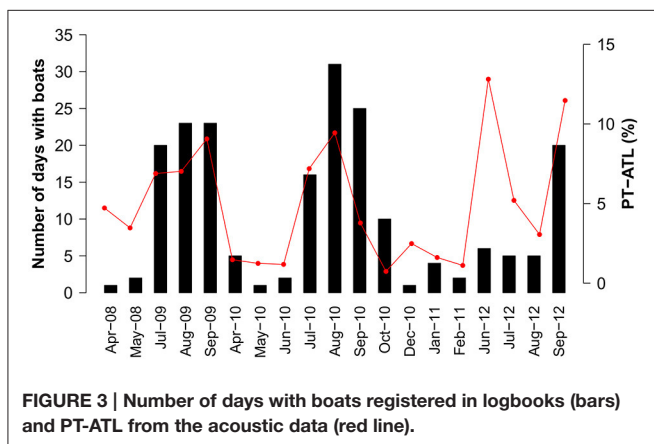 35
30
25
20
15
10
5
0
Number of days with boats
15
10
5
0
PT−ATL (%)
Apr−08
May−08
Jul−09
Aug−09
Sep−09
Apr−10
May−10
Jun−10
Jul−10
Aug−10
Sep−10
Oct−10
Dec−10
Jan−11
Feb−11
Jun−12
Jul−12
Aug−12
Sep−12
FIGURE 3 | Number of days with boats registered in logbooks (bars)
and PT-ATL from the acoustic data (red line).